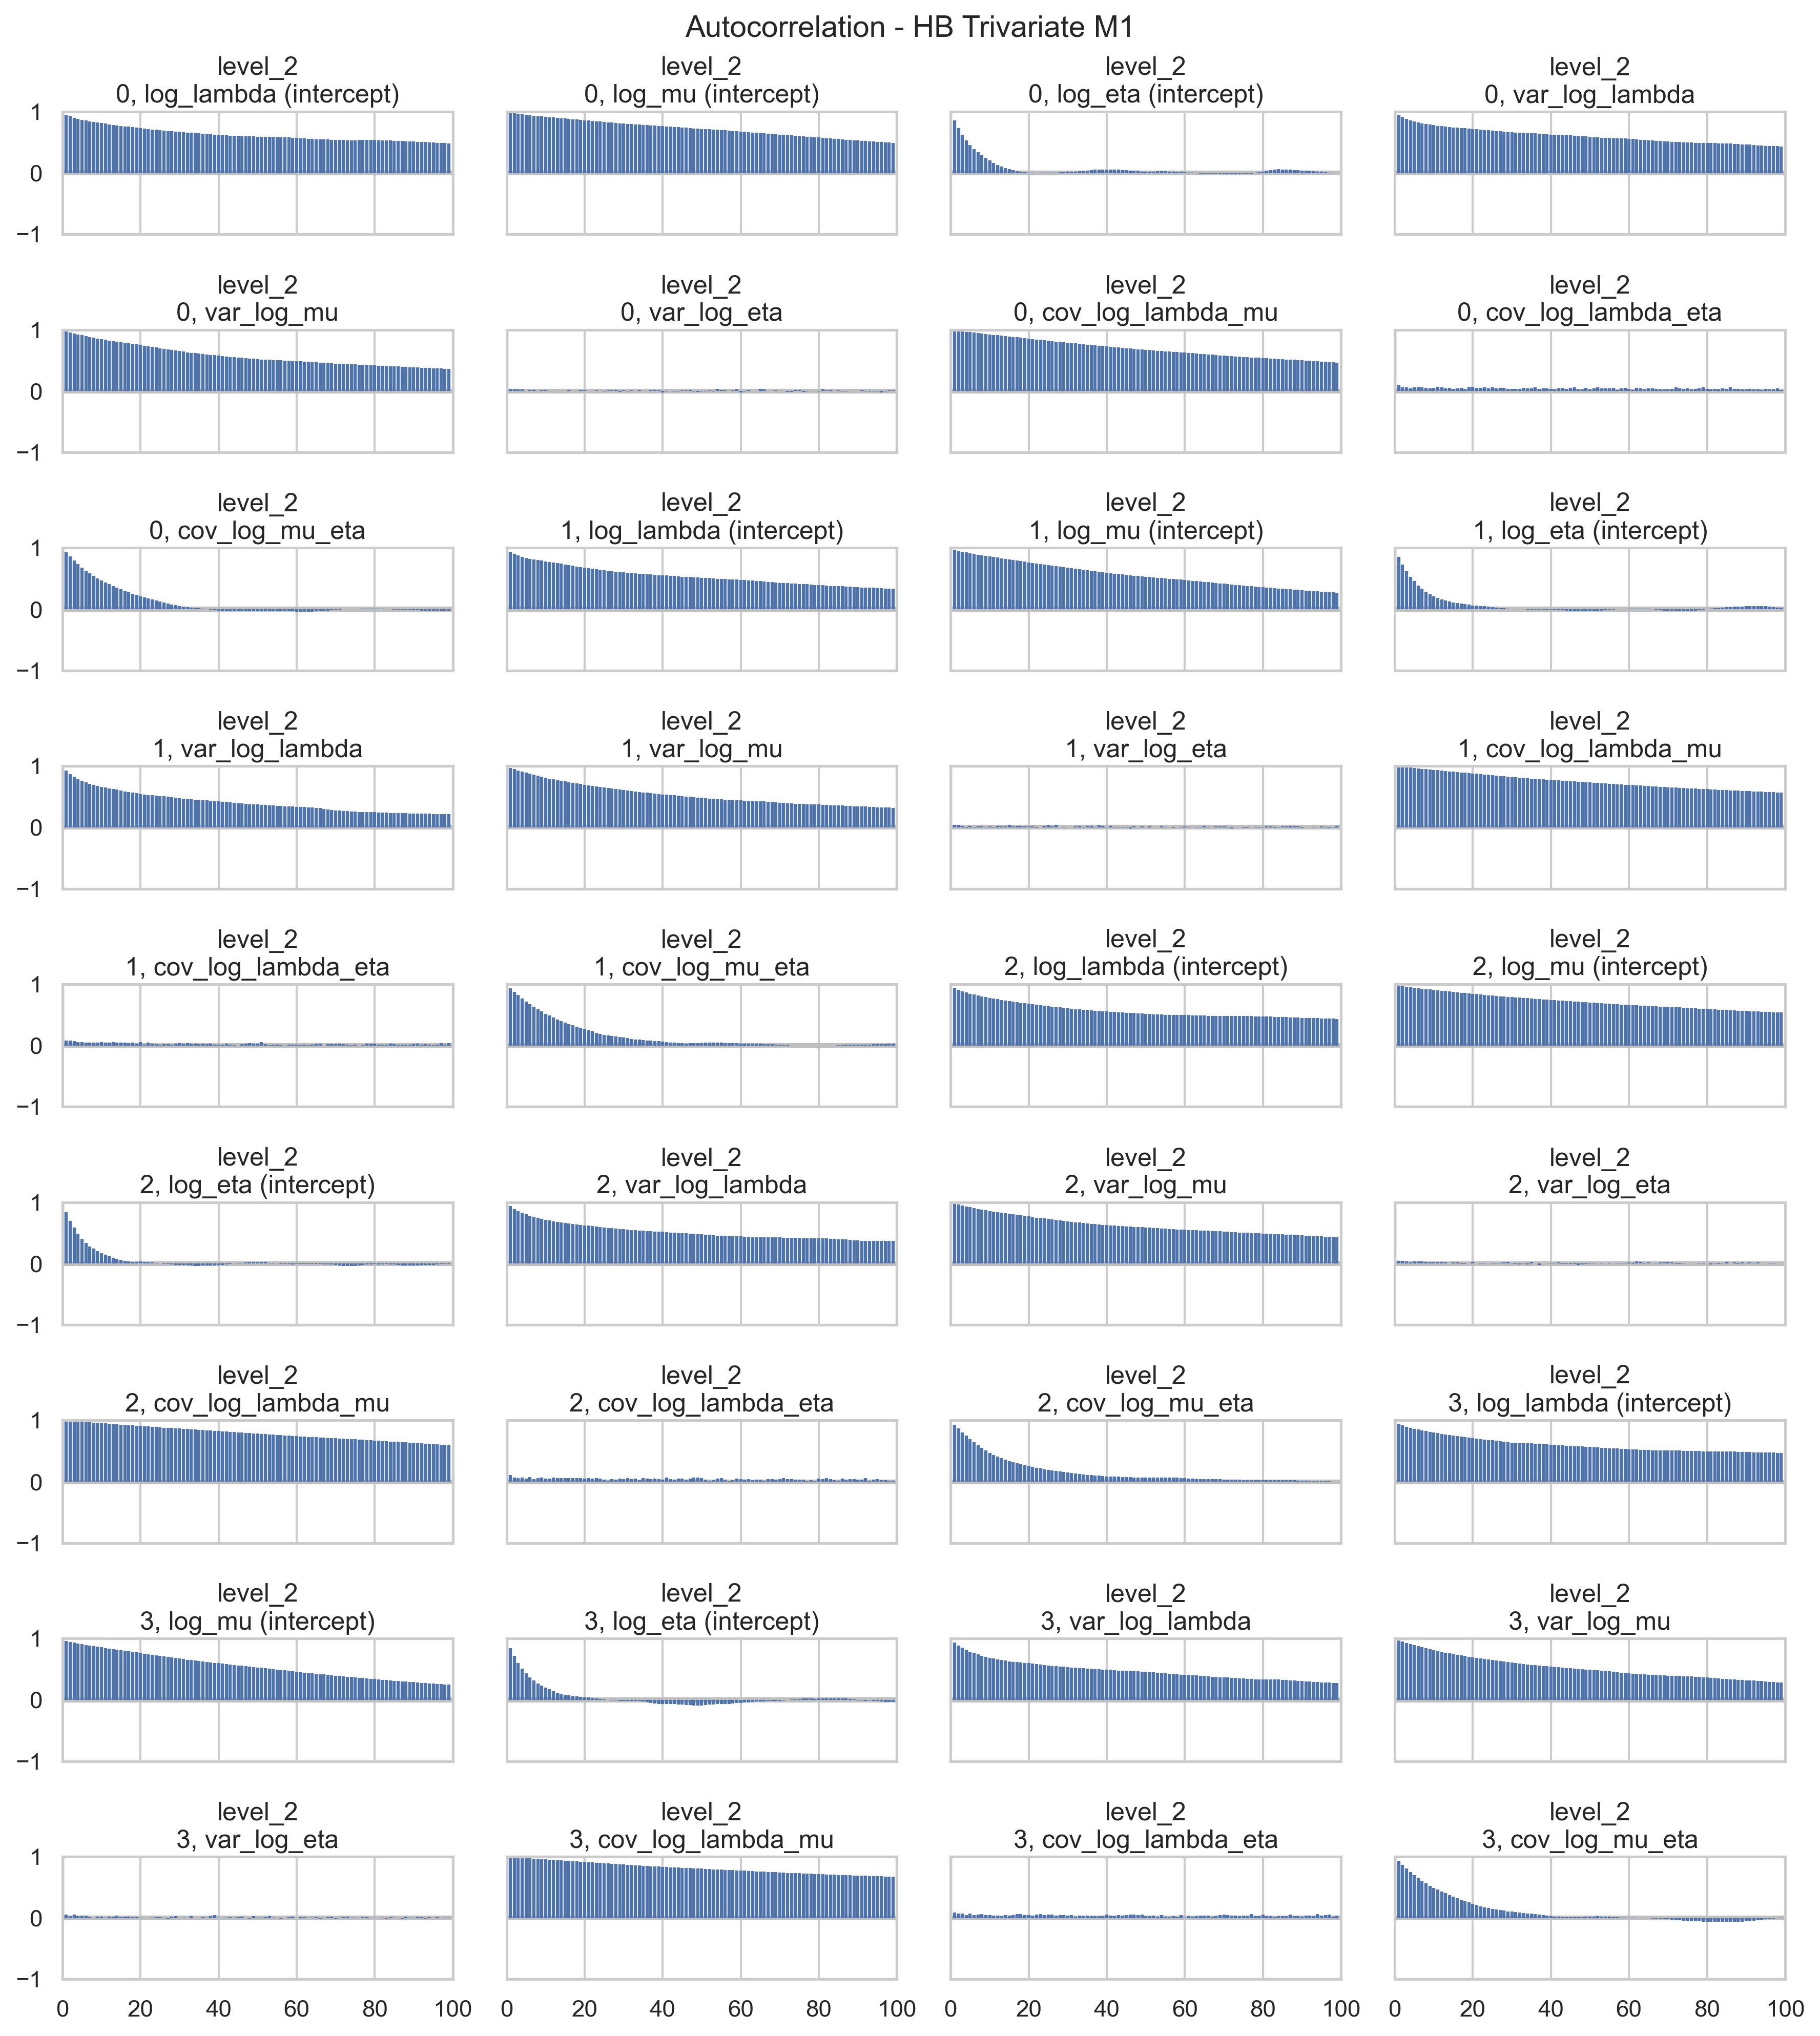 Autocorrelation - HB Trivariate M1
level_2 level_2 level_2 level_2
0, log_lambda (intercept) 0, log_mu (intercept) 0, log_eta (intercept) 0, var_log_lambda
1
0
−1
level_2 level_2 level_2 level_2
0, var_log_mu 0, var_log_eta 0, cov_log_lambda_mu 0, cov_log_lambda_eta
1
0
−1
level_2 level_2 level_2 level_2
0, cov_log_mu_eta 1, log_lambda (intercept) 1, log_mu (intercept) 1, log_eta (intercept)
1
0
−1
level_2 level_2 level_2 level_2
1, var_log_lambda 1, var_log_mu 1, var_log_eta 1, cov_log_lambda_mu
1
0
−1
level_2 level_2 level_2 level_2
1, cov_log_lambda_eta 1, cov_log_mu_eta 2, log_lambda (intercept) 2, log_mu (intercept)
1
0
−1
level_2 level_2 level_2 level_2
2, log_eta (intercept) 2, var_log_lambda 2, var_log_mu 2, var_log_eta
1
0
−1
level_2 level_2 level_2 level_2
2, cov_log_lambda_mu 2, cov_log_lambda_eta 2, cov_log_mu_eta 3, log_lambda (intercept)
1
0
−1
level_2 level_2 level_2 level_2
3, log_mu (intercept) 3, log_eta (intercept) 3, var_log_lambda 3, var_log_mu
1
0
−1
level_2 level_2 level_2 level_2
3, var_log_eta 3, cov_log_lambda_mu 3, cov_log_lambda_eta 3, cov_log_mu_eta
1
0
−1
0 20 40 60 80 100 0 20 40 60 80 100 0 20 40 60 80 100 0 20 40 60 80 100